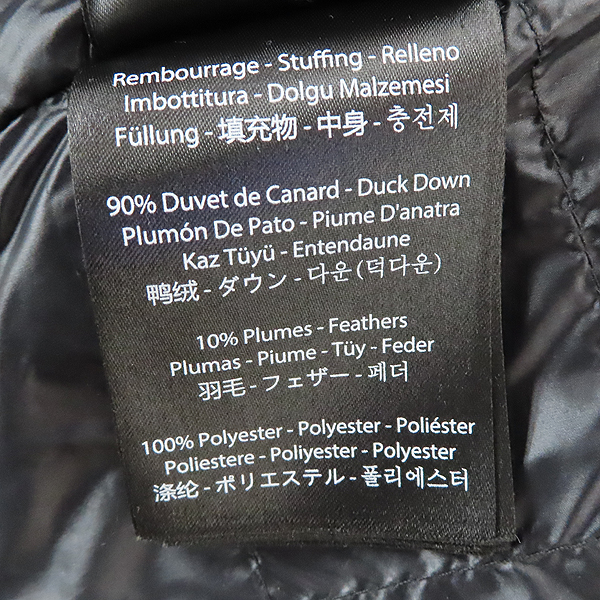 Rembourrage - Stuffing - Relleno
Imbottitura - Dolgu Malzemesi
Füllung - 填充物 - 中身 - 충전제
90% Duvet de Canard - Duck Down
Plumón De Pato - Piume D'anatra
Kaz Tüyü - Entendaune
鸭绒 - ダウン - 다운(덕다운)
10% Plumes - Feathers
Plumas - Piume - Tüy - Feder
羽毛 - フェザー - 페더
100% Polyester - Polyester - Poliéster
Poliestere - Poliyester - Polyester
涤纶 - ポリエステル - 폴리에스터